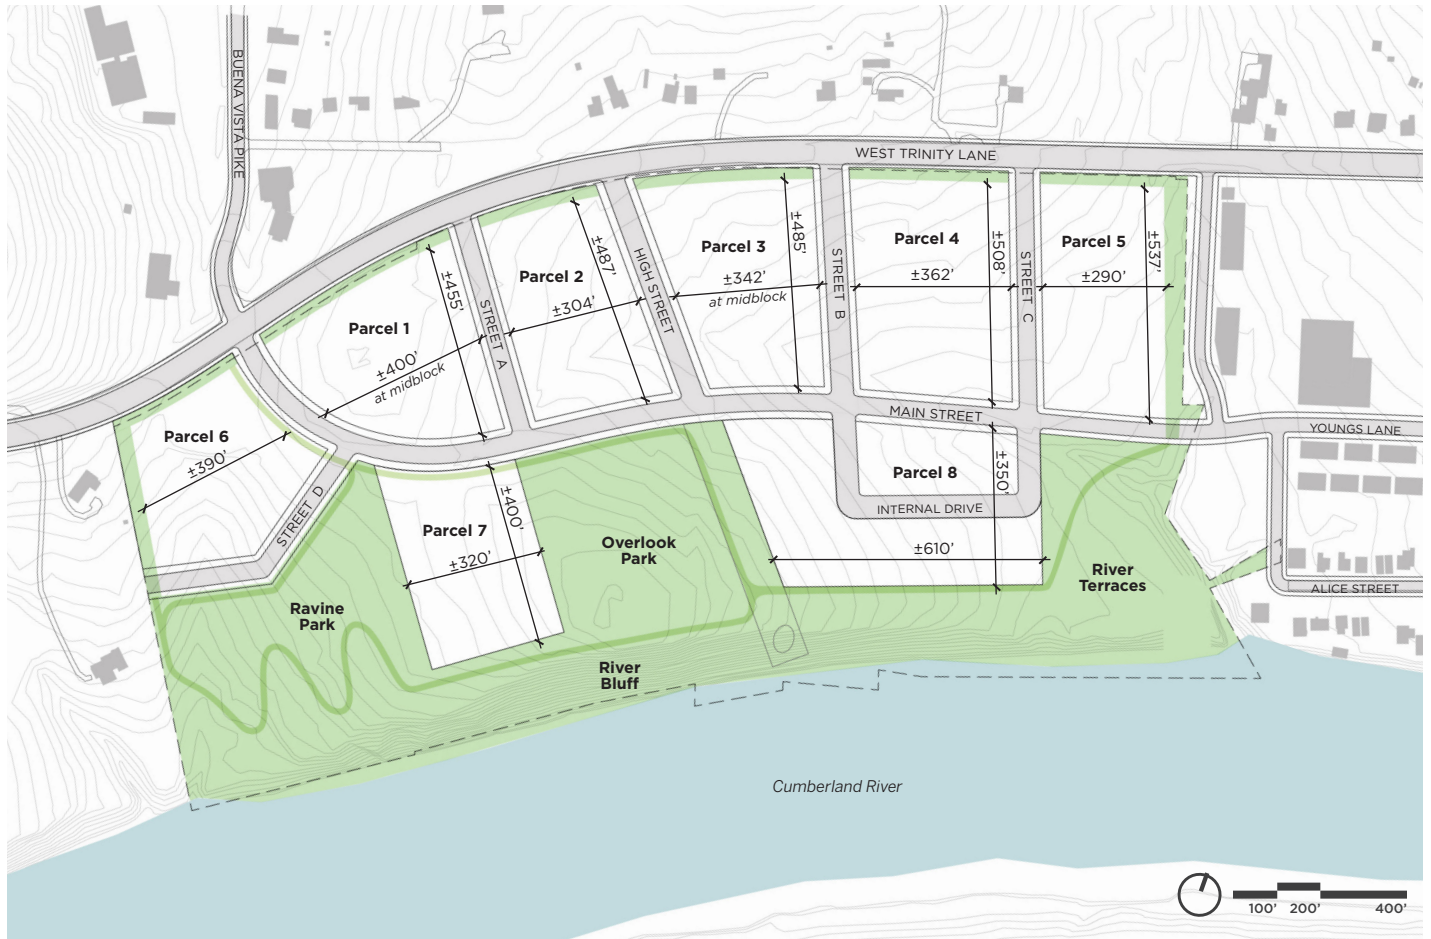 BUENA VISTA PIKE
WEST TRINITY LANE
Parcel 1
±400'
at midblock
±455'
STREET A
Parcel 2
±304'
±487'
HIGH STREET
Parcel 3
±342'
at midblock
±485'
STREET B
Parcel 4
±362'
±508'
STREET C
Parcel 5
±290'
±537'
MAIN STREET
YOUNGS LANE
Parcel 6
±390'
STREET D
Parcel 7
±320'
±400'
Overlook
Park
Parcel 8
±350'
INTERNAL DRIVE
±610'
River
Terraces
ALICE STREET
Ravine
Park
River
Bluff
Cumberland River
100' 200' 400'